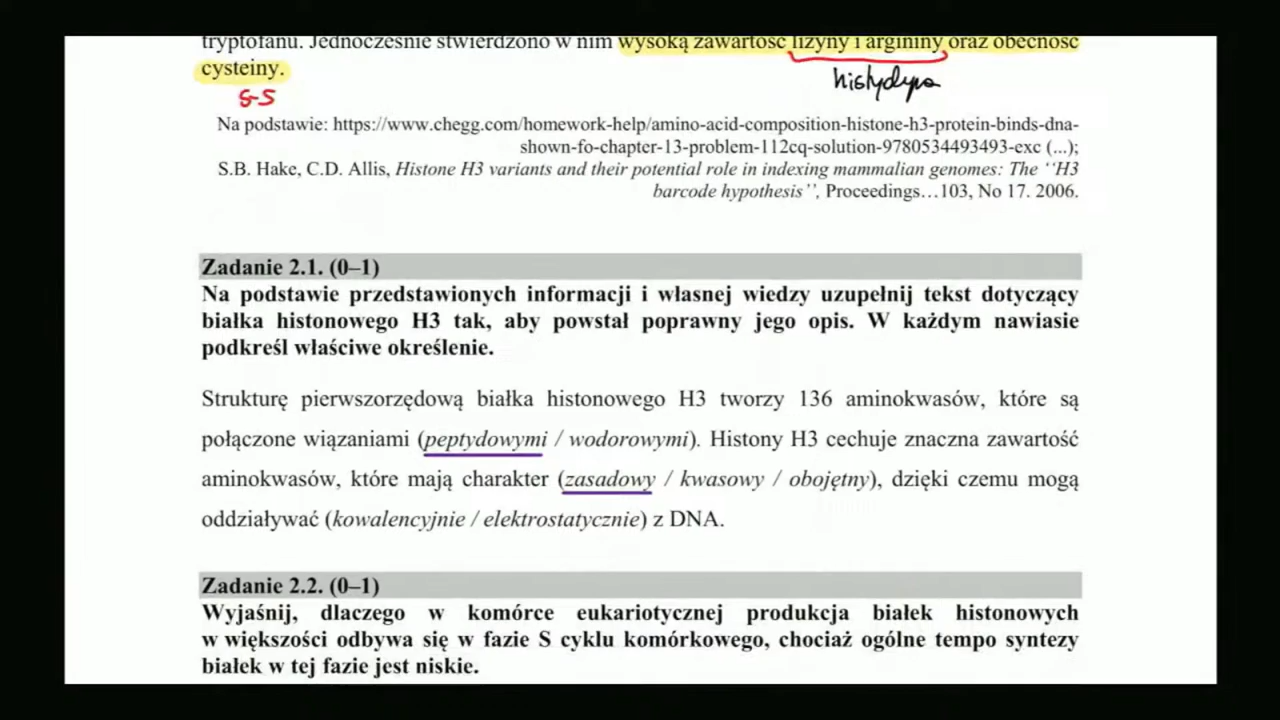 tryptofanu. Jednocześnie stwierdzono w nim wysoką zawartość lizyny i argininy oraz obecność
cysteiny.
histydyna
S-S
Na podstawie: https://www.chegg.com/homework-help/amino-acid-composition-histone-h3-protein-binds-dna-
shown-fo-chapter-13-problem-112cq-solution-9780534493493-exc (...);
S.B. Hake, C.D. Allis, Histone H3 variants and their potential role in indexing mammalian genomes: The ‘‘H3
barcode hypothesis’’, Proceedings…103, No 17. 2006.
Zadanie 2.1. (0–1)
Na podstawie przedstawionych informacji i własnej wiedzy uzupełnij tekst dotyczący
białka histonowego H3 tak, aby powstał poprawny jego opis. W każdym nawiasie
podkreśl właściwe określenie.
Strukturę pierwszorzędową białka histonowego H3 tworzy 136 aminokwasów, które są
połączone wiązaniami (peptydowymi / wodorowymi). Histony H3 cechuje znaczna zawartość
aminokwasów, które mają charakter (zasadowy / kwasowy / obojętny), dzięki czemu mogą
oddziaływać (kowalencyjnie / elektrostatycznie) z DNA.
Zadanie 2.2. (0–1)
Wyjaśnij, dlaczego w komórce eukariotycznej produkcja białek histonowych
w większości odbywa się w fazie S cyklu komórkowego, chociaż ogólne tempo syntezy
białek w tej fazie jest niskie.